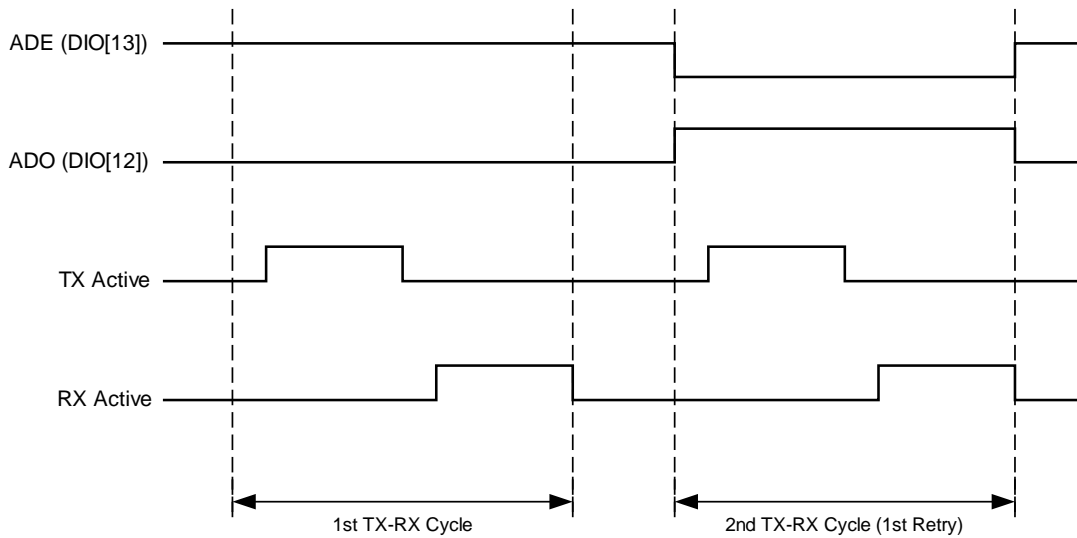 ADE (DIO[13])
ADO (DIO[12])
TX Active
RX Active
1st TX-RX Cycle
2nd TX-RX Cycle (1st Retry)